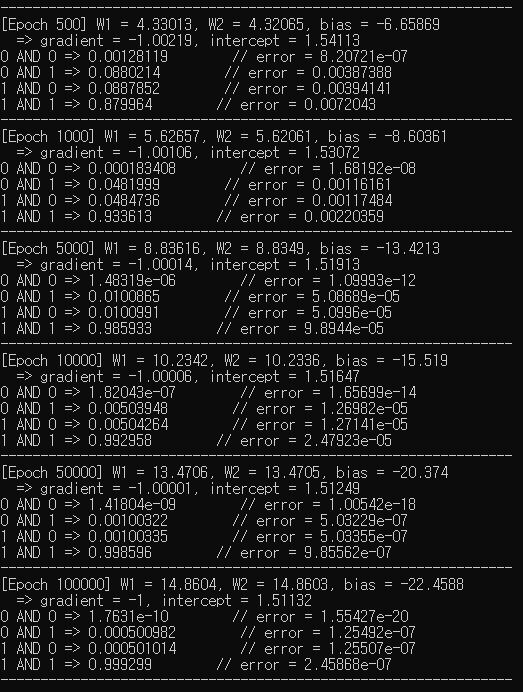 [Epoch 500] W1 = 4.33013, W2 = 4.32065, bias = -6.65869
=> gradient = -1.00219, intercept = 1.54113
0 AND 0 => 0.00128119 // error = 8.20721e-07
0 AND 1 => 0.0880214 // error = 0.00387388
1 AND 0 => 0.0887852 // error = 0.00394141
1 AND 1 => 0.879964 // error = 0.0072043
[Epoch 1000] W1 = 5.62657, W2 = 5.62061, bias = -8.60361
=> gradient = -1.00106, intercept = 1.53072
0 AND 0 => 0.000183408 // error = 1.68192e-08
0 AND 1 => 0.0481999 // error = 0.00116161
1 AND 0 => 0.0484736 // error = 0.00117484
1 AND 1 => 0.933613 // error = 0.00220359
[Epoch 5000] W1 = 8.83616, W2 = 8.8349, bias = -13.4213
=> gradient = -1.00014, intercept = 1.51913
0 AND 0 => 1.48319e-06 // error = 1.09993e-12
0 AND 1 => 0.0100865 // error = 5.08689e-05
1 AND 0 => 0.0100991 // error = 5.0996e-05
1 AND 1 => 0.985933 // error = 9.8944e-05
[Epoch 10000] W1 = 10.2342, W2 = 10.2336, bias = -15.519
=> gradient = -1.00006, intercept = 1.51647
0 AND 0 => 1.82043e-07 // error = 1.65699e-14
0 AND 1 => 0.00503948 // error = 1.26982e-05
1 AND 0 => 0.00504264 // error = 1.27141e-05
1 AND 1 => 0.992958 // error = 2.47923e-05
[Epoch 50000] W1 = 13.4706, W2 = 13.4705, bias = -20.374
=> gradient = -1.00001, intercept = 1.51249
0 AND 0 => 1.41804e-09 // error = 1.00542e-18
0 AND 1 => 0.00100322 // error = 5.03229e-07
1 AND 0 => 0.00100335 // error = 5.03355e-07
1 AND 1 => 0.998596 // error = 9.85562e-07
[Epoch 100000] W1 = 14.8604, W2 = 14.8603, bias = -22.4588
=> gradient = -1, intercept = 1.51132
0 AND 0 => 1.7631e-10 // error = 1.55427e-20
0 AND 1 => 0.000500982 // error = 1.25492e-07
1 AND 0 => 0.000501014 // error = 1.25507e-07
1 AND 1 => 0.999299 // error = 2.45868e-07